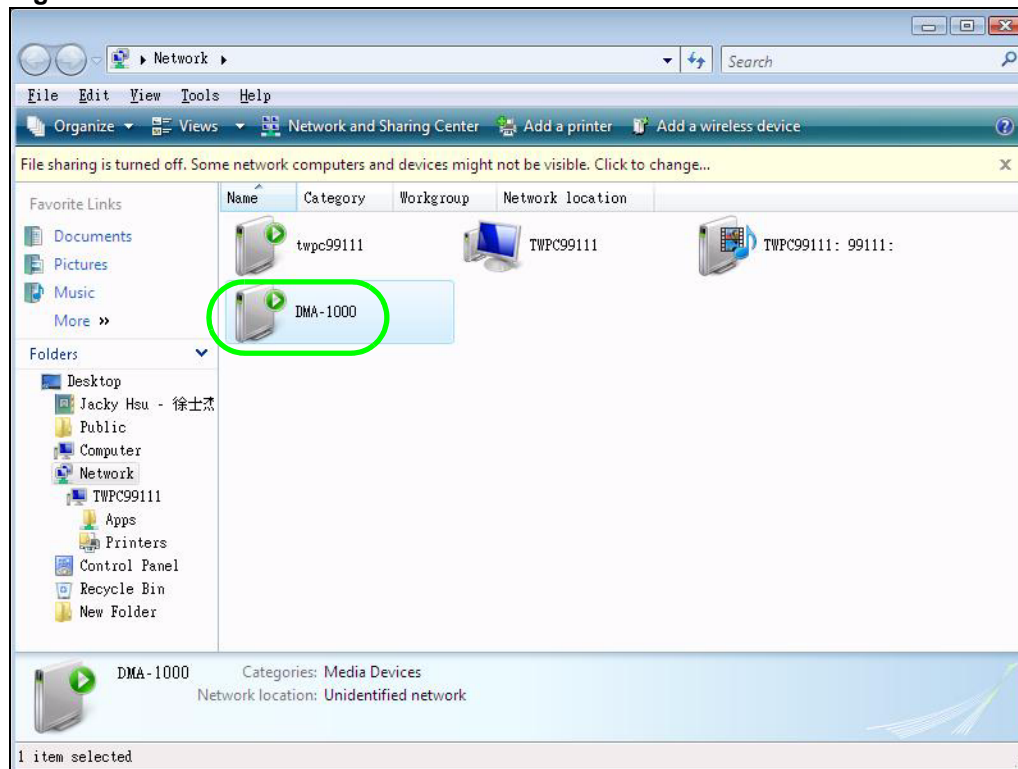 Network
Search
File Edit View Tools Help
Organize Views Network and Sharing Center Add a printer Add a wireless device
File sharing is turned off. Some network computers and devices might not be visible. Click to change...
Favorite Links
Documents
Pictures
Music
More »
Folders
Desktop
Jacky Hsu - 徐士杰
Public
Computer
Network
TWPC99111
Apps
Printers
Control Panel
Recycle Bin
New Folder
Name Category Workgroup Network location
twpc99111 TWPC99111 TWPC99111: 99111:
DMA-1000
DMA-1000 Categories: Media Devices
Network location: Unidentified network
1 item selected